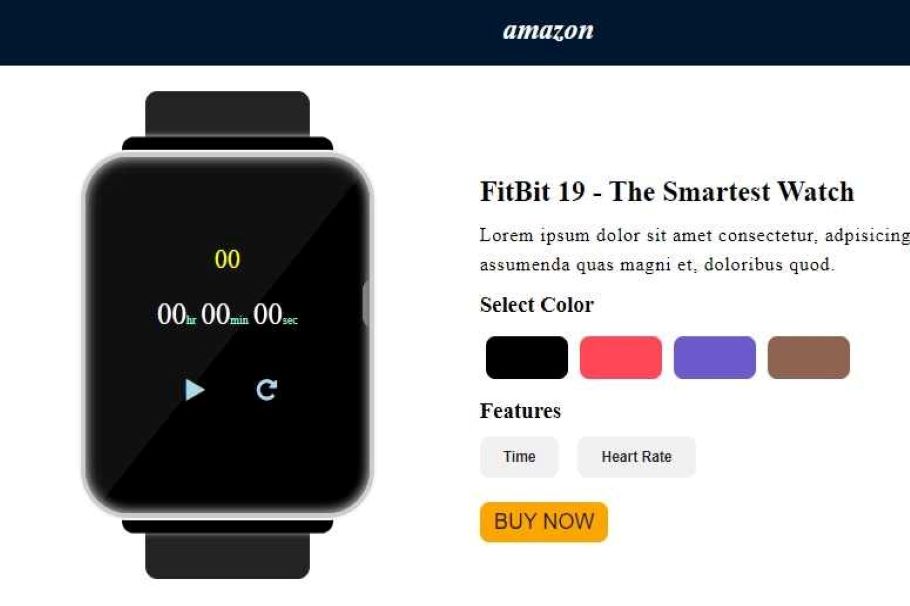 amazon
00
00hr 00min 00sec
FitBit 19 - The Smartest Watch
Lorem ipsum dolor sit amet consectetur, adipisicing
assumenda quas magni et, doloribus quod.
Select Color
Features
Time Heart Rate
BUY NOW